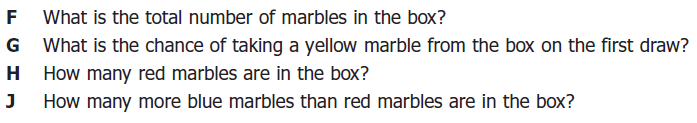 F What is the total number of marbles in the box?
G What is the chance of taking a yellow marble from the box on the first draw?
H How many red marbles are in the box?
J How many more blue marbles than red marbles are in the box?